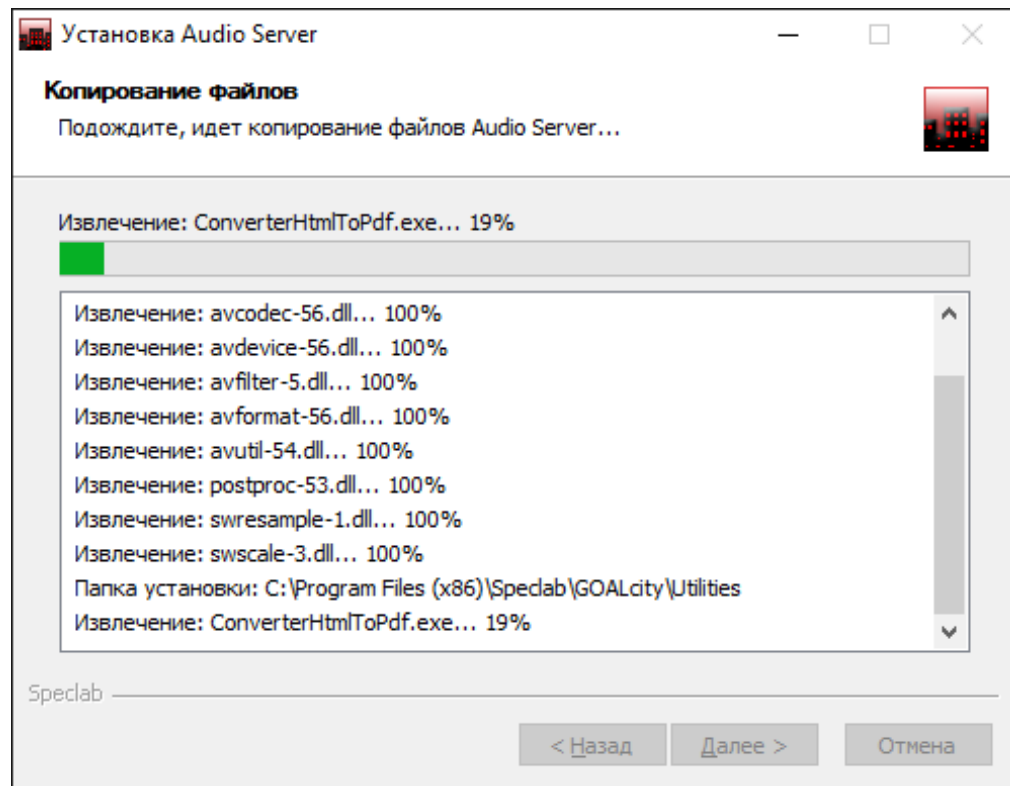 Установка Audio Server
Копирование файлов
Подождите, идет копирование файлов Audio Server...
Извлечение: ConverterHtmlToPdf.exe... 19%
Извлечение: avcodec-56.dll... 100%
Извлечение: avdevice-56.dll... 100%
Извлечение: avfilter-5.dll... 100%
Извлечение: avformat-56.dll... 100%
Извлечение: avutil-54.dll... 100%
Извлечение: postproc-53.dll... 100%
Извлечение: swresample-1.dll... 100%
Извлечение: swscale-3.dll... 100%
Папка установки: C:\Program Files (x86)\Speclab\GOALcity\Utilities
Извлечение: ConverterHtmlToPdf.exe... 19%
Speclab
< Назад Далее > Отмена